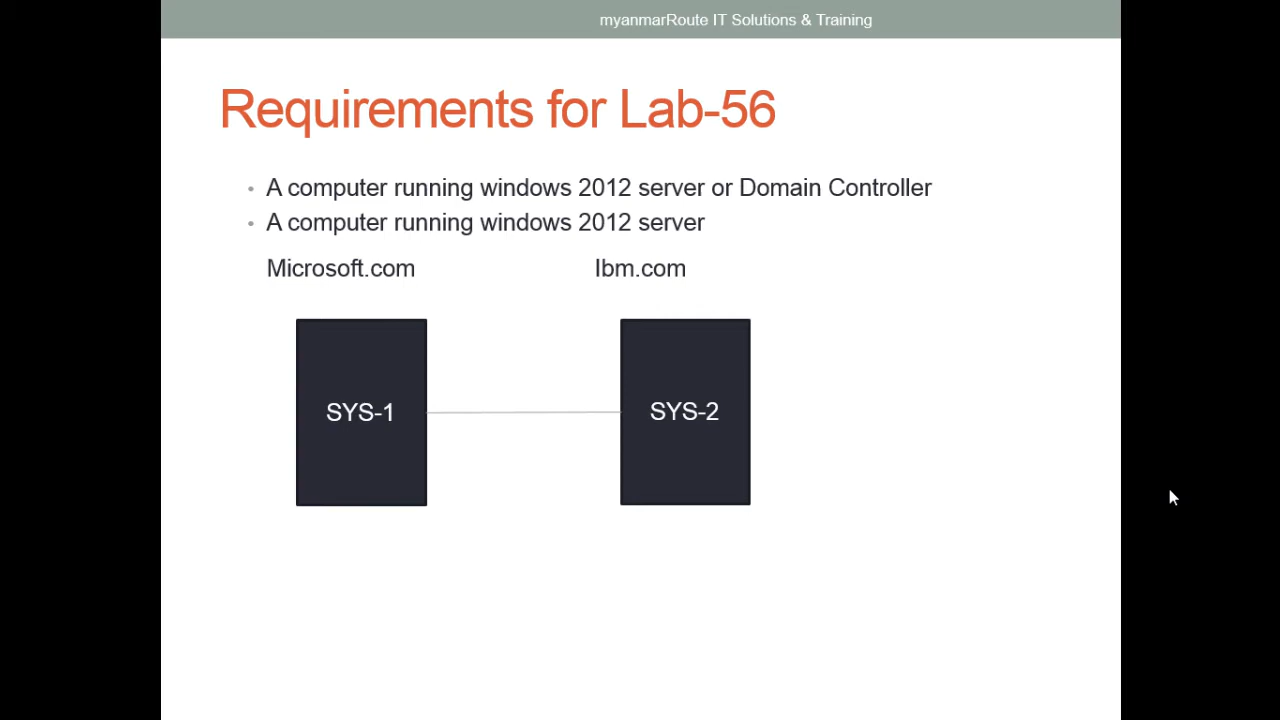 myanmarRoute IT Solutions & Training
Requirements for Lab-56
• A computer running windows 2012 server or Domain Controller
• A computer running windows 2012 server
Microsoft.com Ibm.com
SYS-1 SYS-2